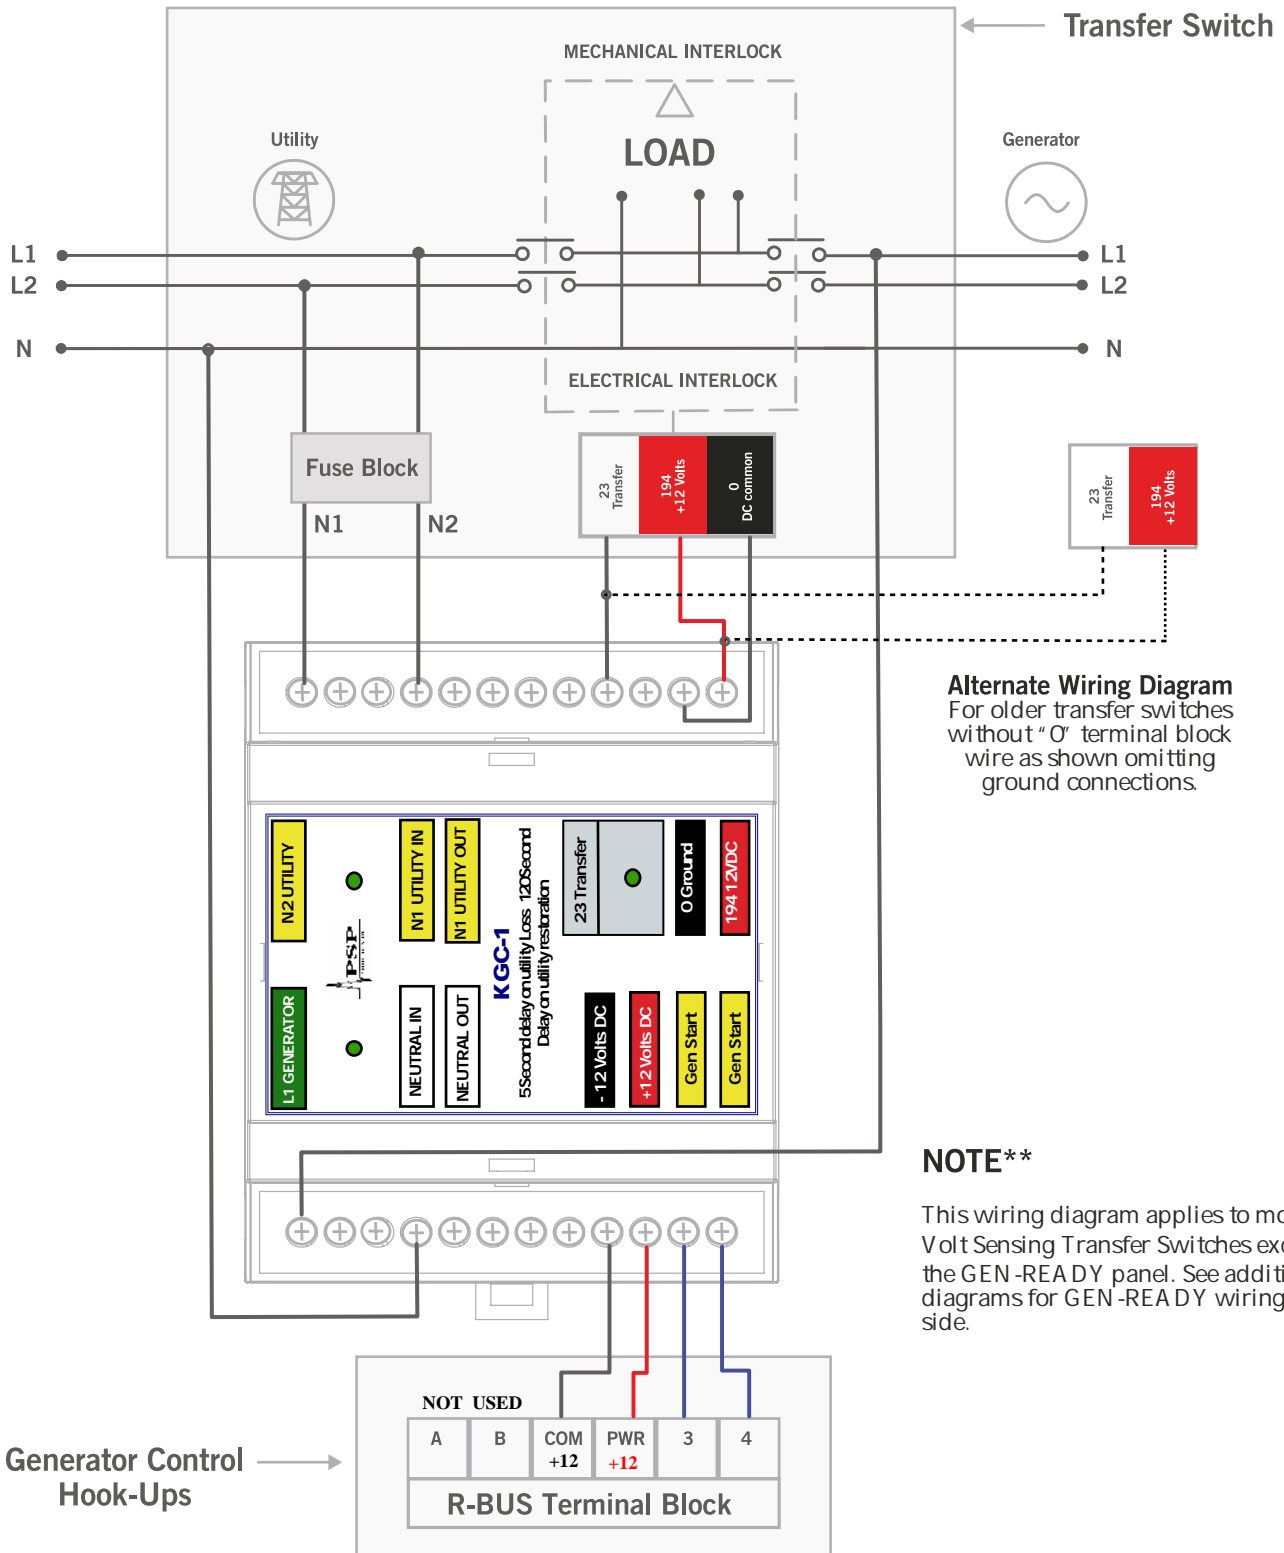 Transfer Switch
MECHANICAL INTERLOCK
Utility
LOAD
Generator
L1
L1
L2
L2
N
N
ELECTRICAL INTERLOCK
Fuse Block
N1
N2
23
Transfer
194
+12 Volts
0
DC common
23
Transfer
194
+12 Volts
Alternate Wiring Diagram
For older transfer switches
without "0" terminal block
wire as shown omitting
ground connections.
N2 UTILITY
N1 UTILITY IN
N1 UTILITY OUT
23 Transfer
0 Ground
194 12VDC
PSP
KGC-1
5 Second delay on utility Loss 120 Second
Delay on utility restoration
L1 GENERATOR
NEUTRAL IN
NEUTRAL OUT
- 12 Volts DC
+12 Volts DC
Gen Start
Gen Start
NOTE**
This wiring diagram applies to mo
Volt Sensing Transfer Switches exc
the GEN-READY panel. See additi
diagrams for GEN-READY wiring
side.
NOT USED
A
B
COM
+12
PWR
+12
3
4
R-BUS Terminal Block
Generator Control
Hook-Ups